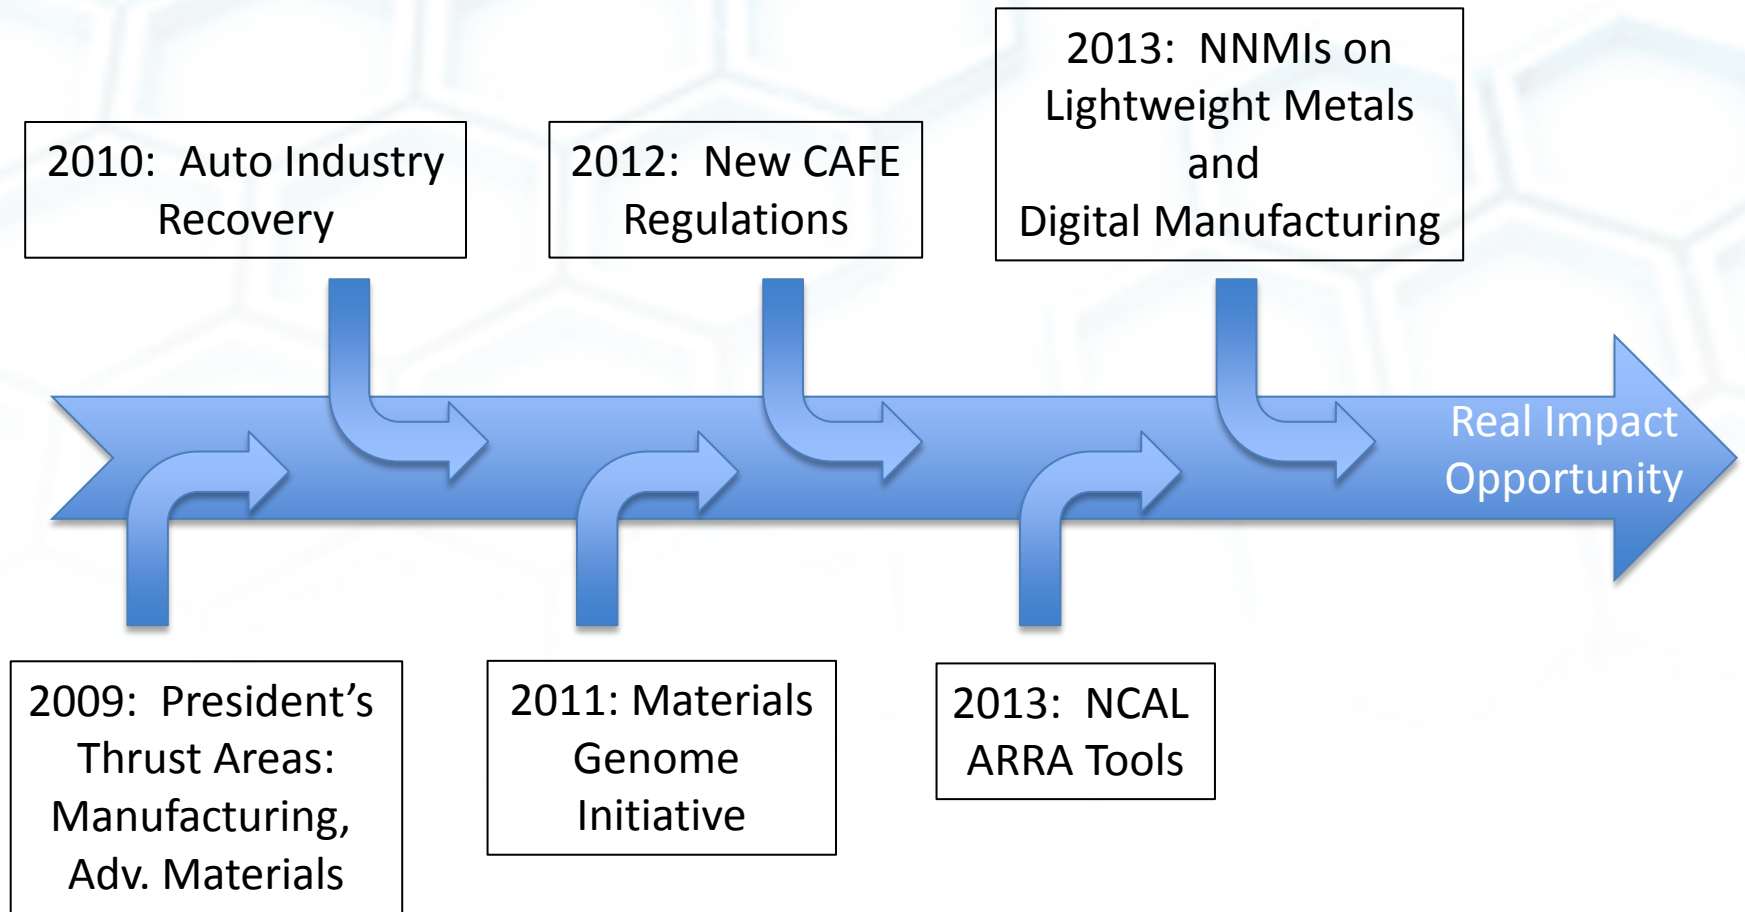 2013:  NNMIs on
Lightweight Metals
and
Digital Manufacturing
2010:  Auto Industry
Recovery
2012:  New CAFE
Regulations
Real Impact
Opportunity
2009:  President’s
Thrust Areas:
Manufacturing,
Adv. Materials
2011: Materials
Genome
Initiative
2013:  NCAL
ARRA Tools